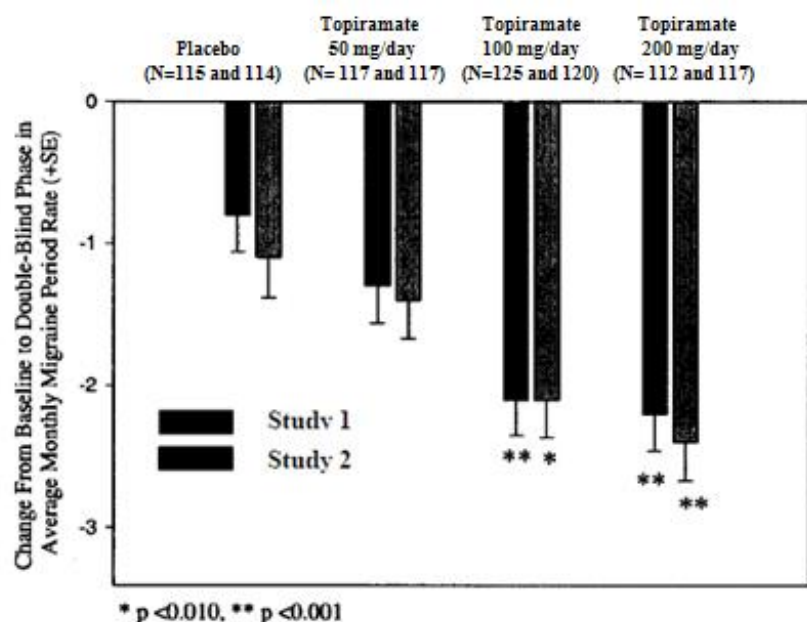 Placebo
(N=115 and 114)
Topiramate
50 mg/day
(N= 117 and 117)
Topiramate
100 mg/day
(N=125 and 120)
Topiramate
200 mg/day
(N= 112 and 117)
Change From Baseline to Double-Blind Phase in
Average Monthly Migraine Period Rate (+SE)
0
-1
-2
-3
** *
**
**
Study 1
Study 2
* p <0.010, ** p <0.001